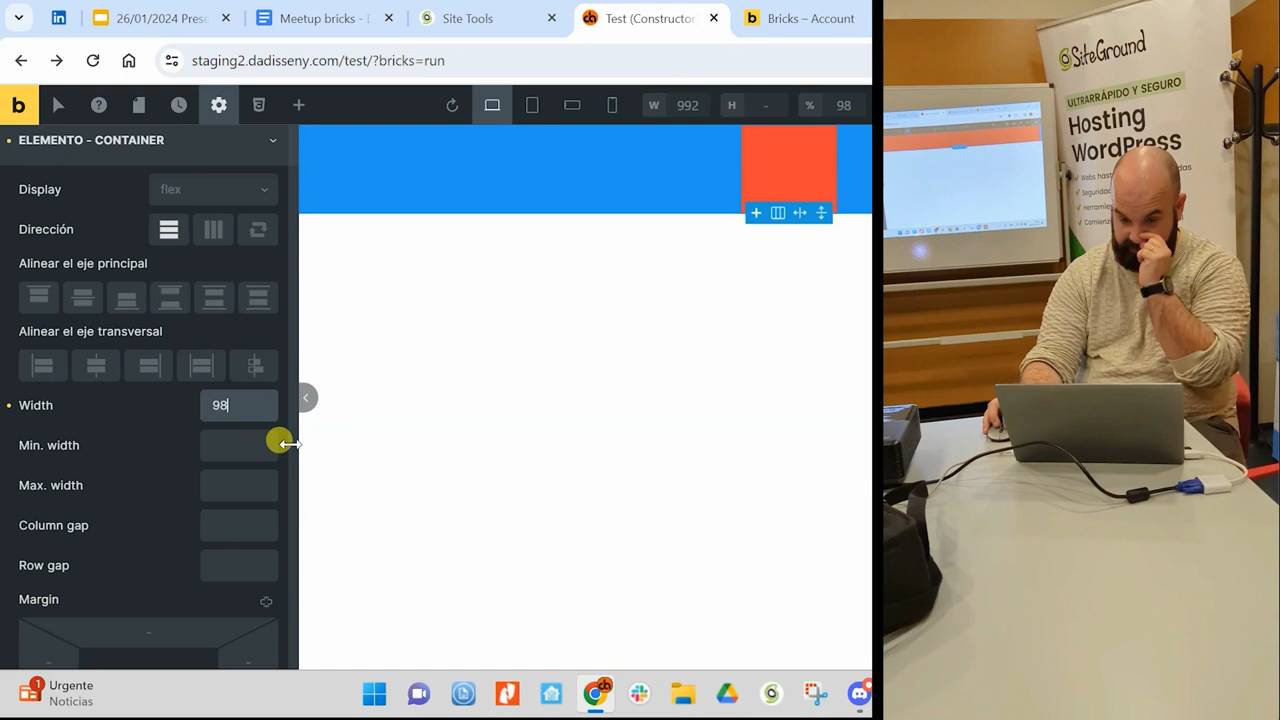 26/01/2024 Prese
Meetup bricks - D
Site Tools
Test (Constructor
Bricks – Account
staging2.dadisseny.com/test/?bricks=run
b
W 992 H - % 98
ELEMENTO - CONTAINER
Display
flex
Dirección
Alinear el eje principal
Alinear el eje transversal
Width
98
Min. width
Max. width
Column gap
Row gap
Margin
1
Urgente
Noticias
SiteGround
ULTRARRÁPIDO Y SEGURO
Hosting
WordPress